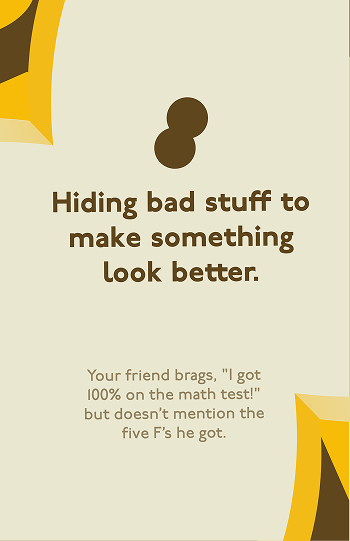 Hiding bad stuff to
make something
look better.
Your friend brags, "I got
100% on the math test!"
but doesn't mention the
five F's he got.